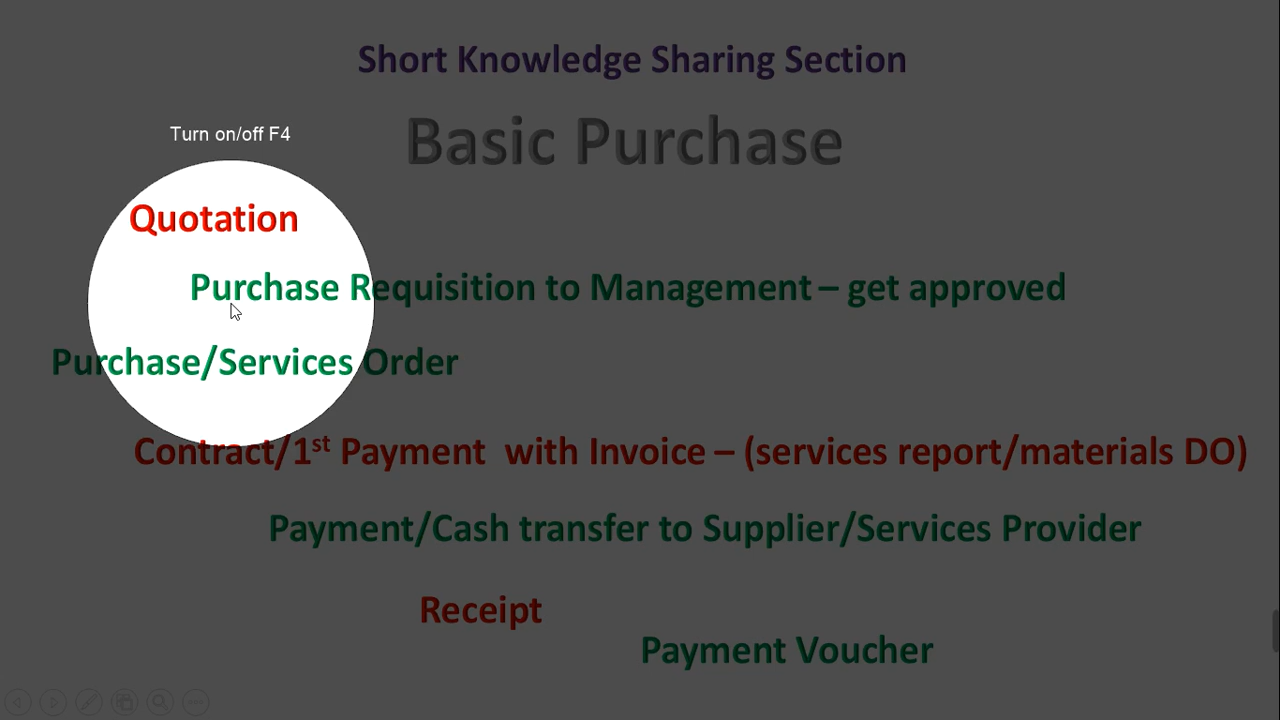 Short Knowledge Sharing Section
Turn on/off F4
Basic Purchase
Quotation
Purchase Requisition to Management – get approved
Purchase/Services Order
Contract/1st Payment with Invoice – (services report/materials DO)
Payment/Cash transfer to Supplier/Services Provider
Receipt
Payment Voucher